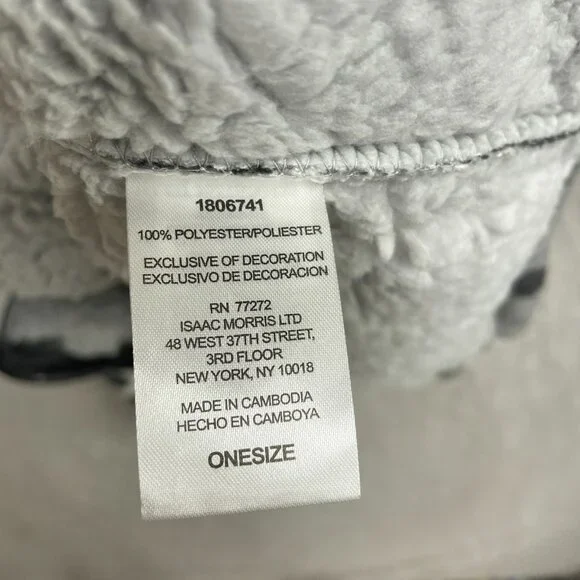 1806741
100% POLYESTER/POLIESTER
EXCLUSIVE OF DECORATION
EXCLUSIVO DE DECORACION
RN 77272
ISAAC MORRIS LTD
48 WEST 37TH STREET,
3RD FLOOR
NEW YORK, NY 10018
MADE IN CAMBODIA
HECHO EN CAMBOYA
ONESIZE